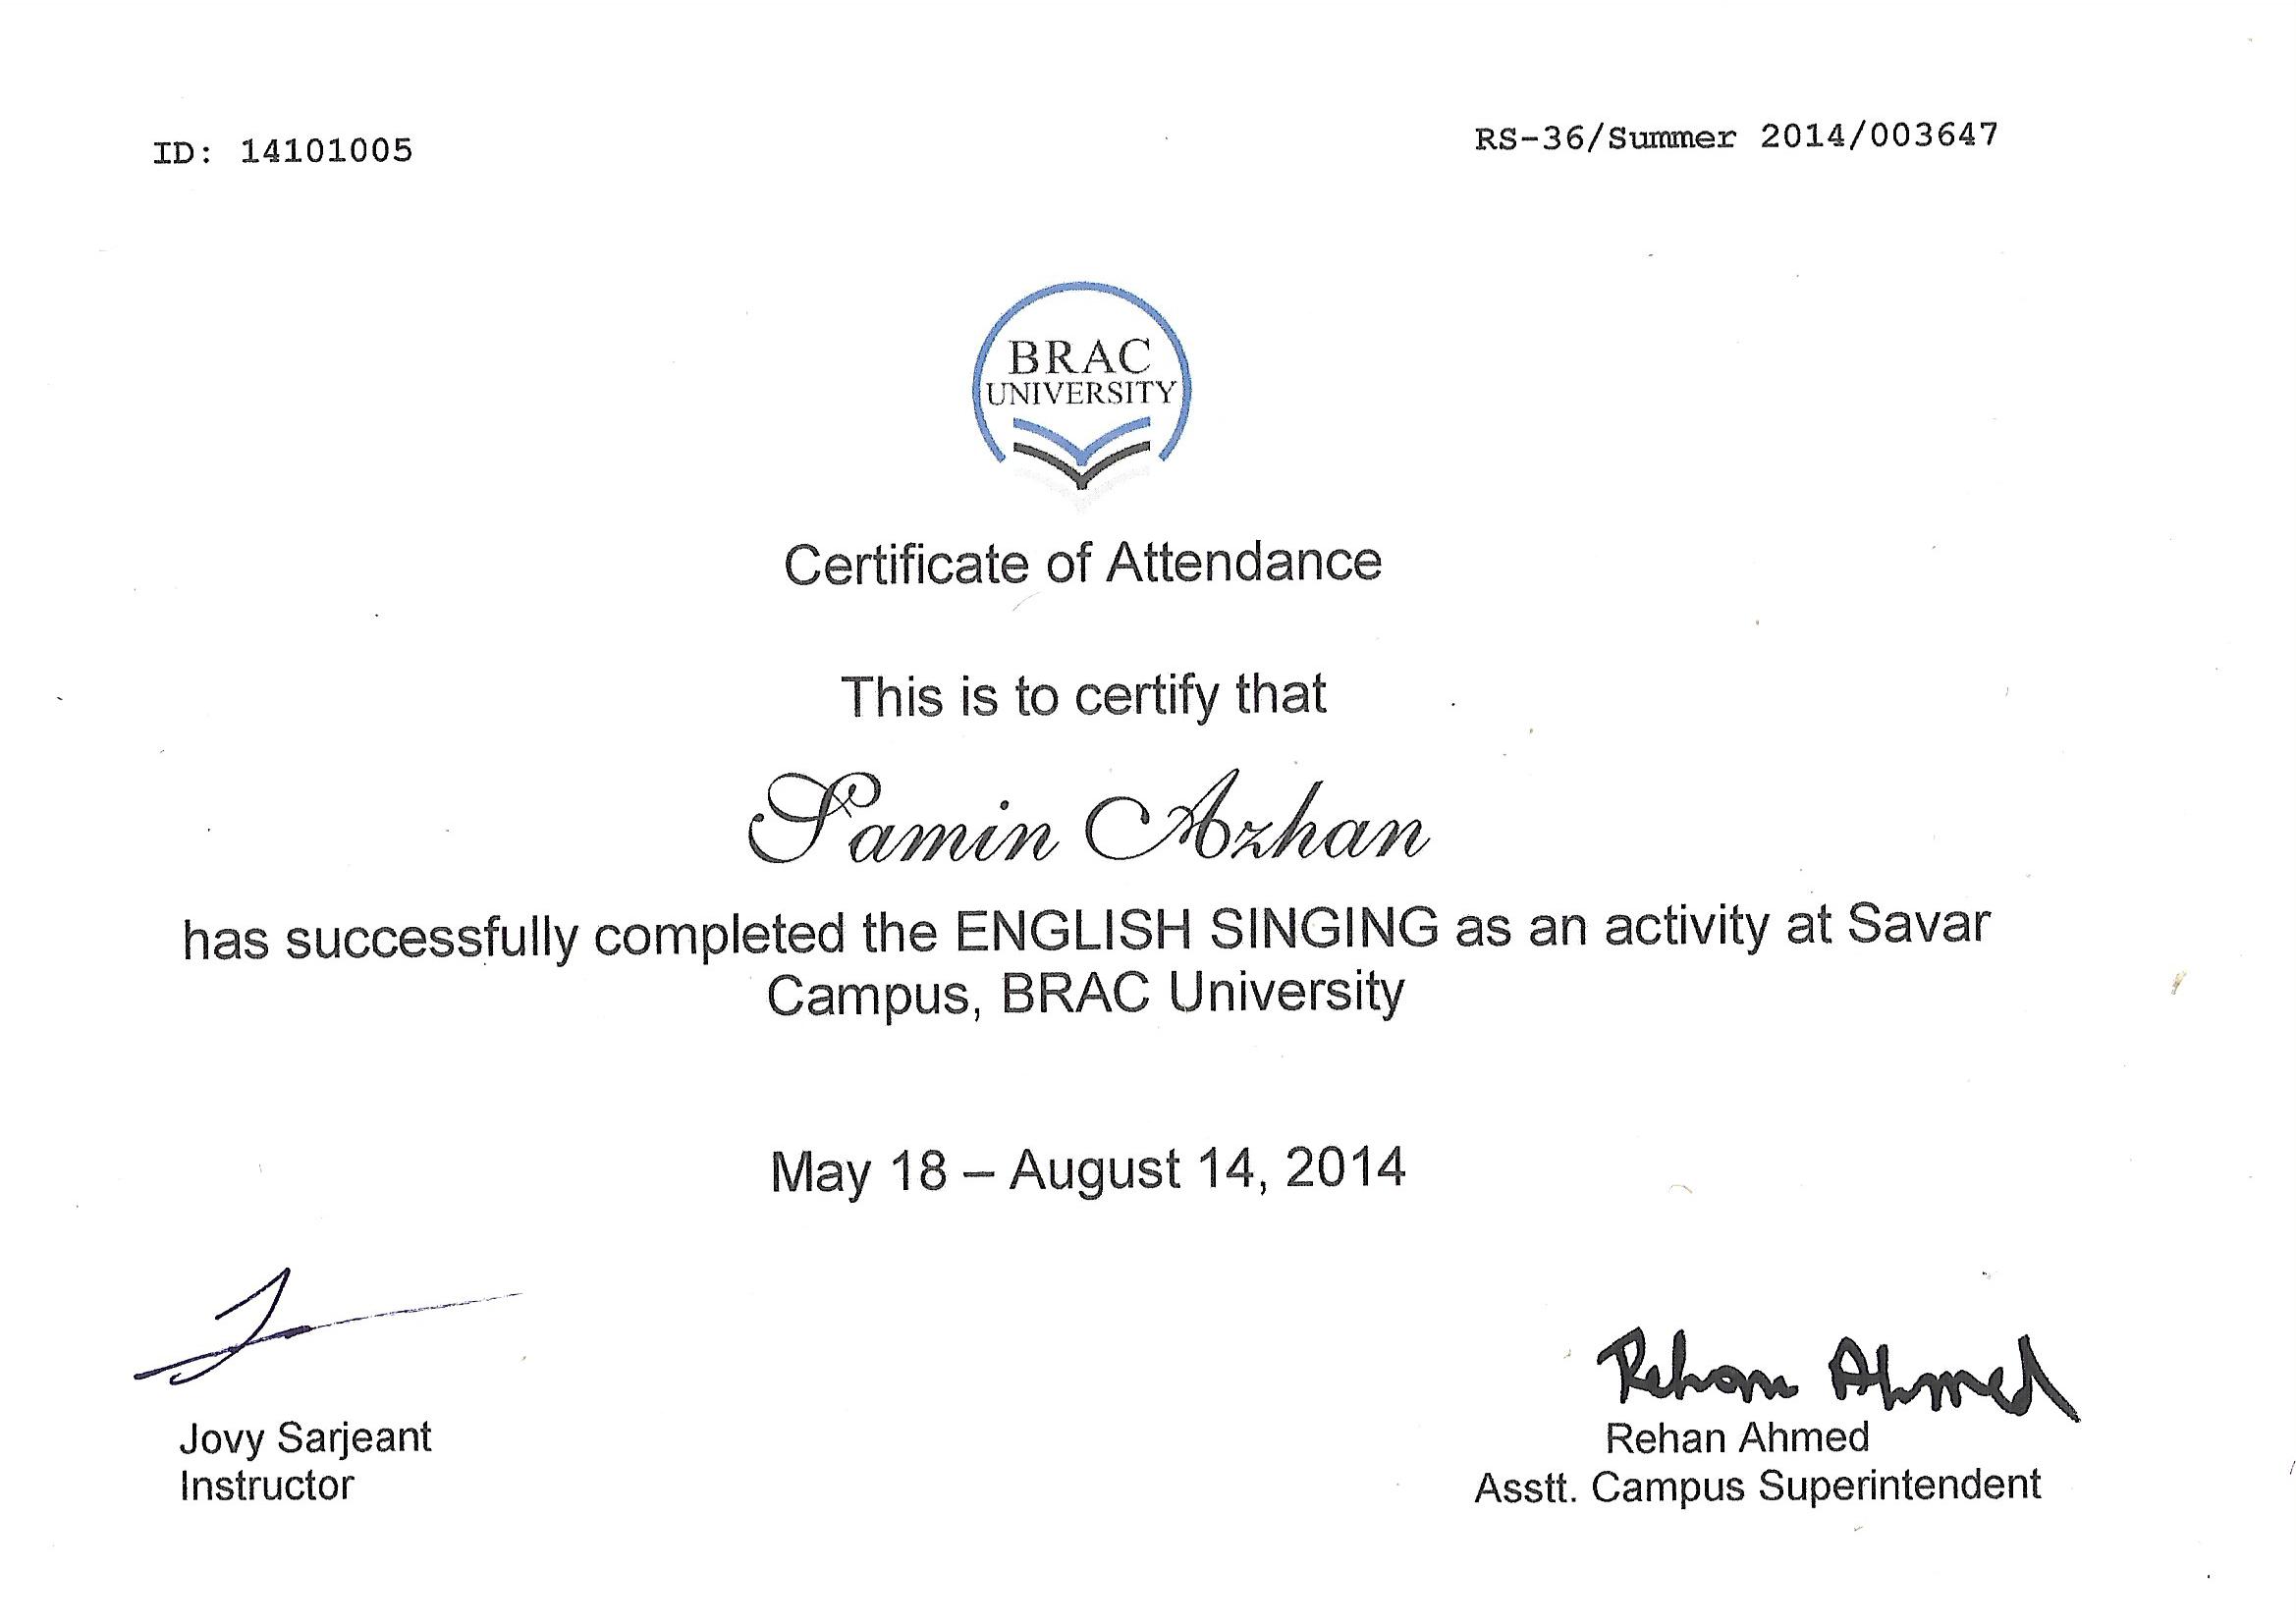 ID: 14101005
RS-36/Summer 2014/003647
BRAC
UNIVERSITY
Certificate of Attendance
This is to certify that
Samin Azhan
has successfully completed the ENGLISH SINGING as an activity at Savar
Campus, BRAC University
May 18 – August 14, 2014
Rehan Ahmed
Jovy Sarjeant
Rehan Ahmed
Instructor
Asstt. Campus Superintendent